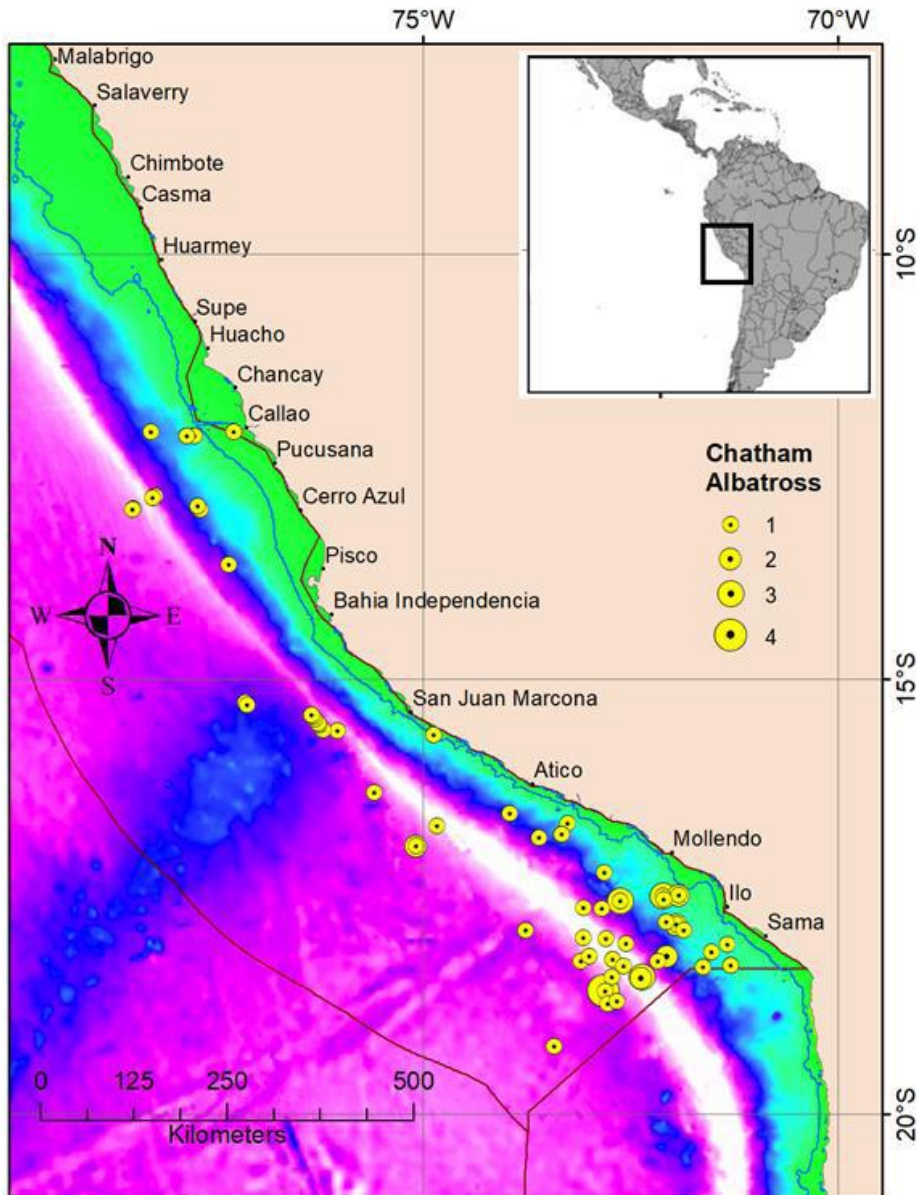 75°W
70°W
Malabrigo
Salaverry
Chimbote
Casma
Huarmey
10°S
Supe
Huacho
Chancay
Callao
Pucusana
Chatham
Albatross
Cerro Azul
1
N
Pisco
2
W
E
Bahia Independencia
3
S
4
15°S
San Juan Marcona
Atico
Mollendo
Ilo
Sama
0 125 250 500
Kilometers
20°S